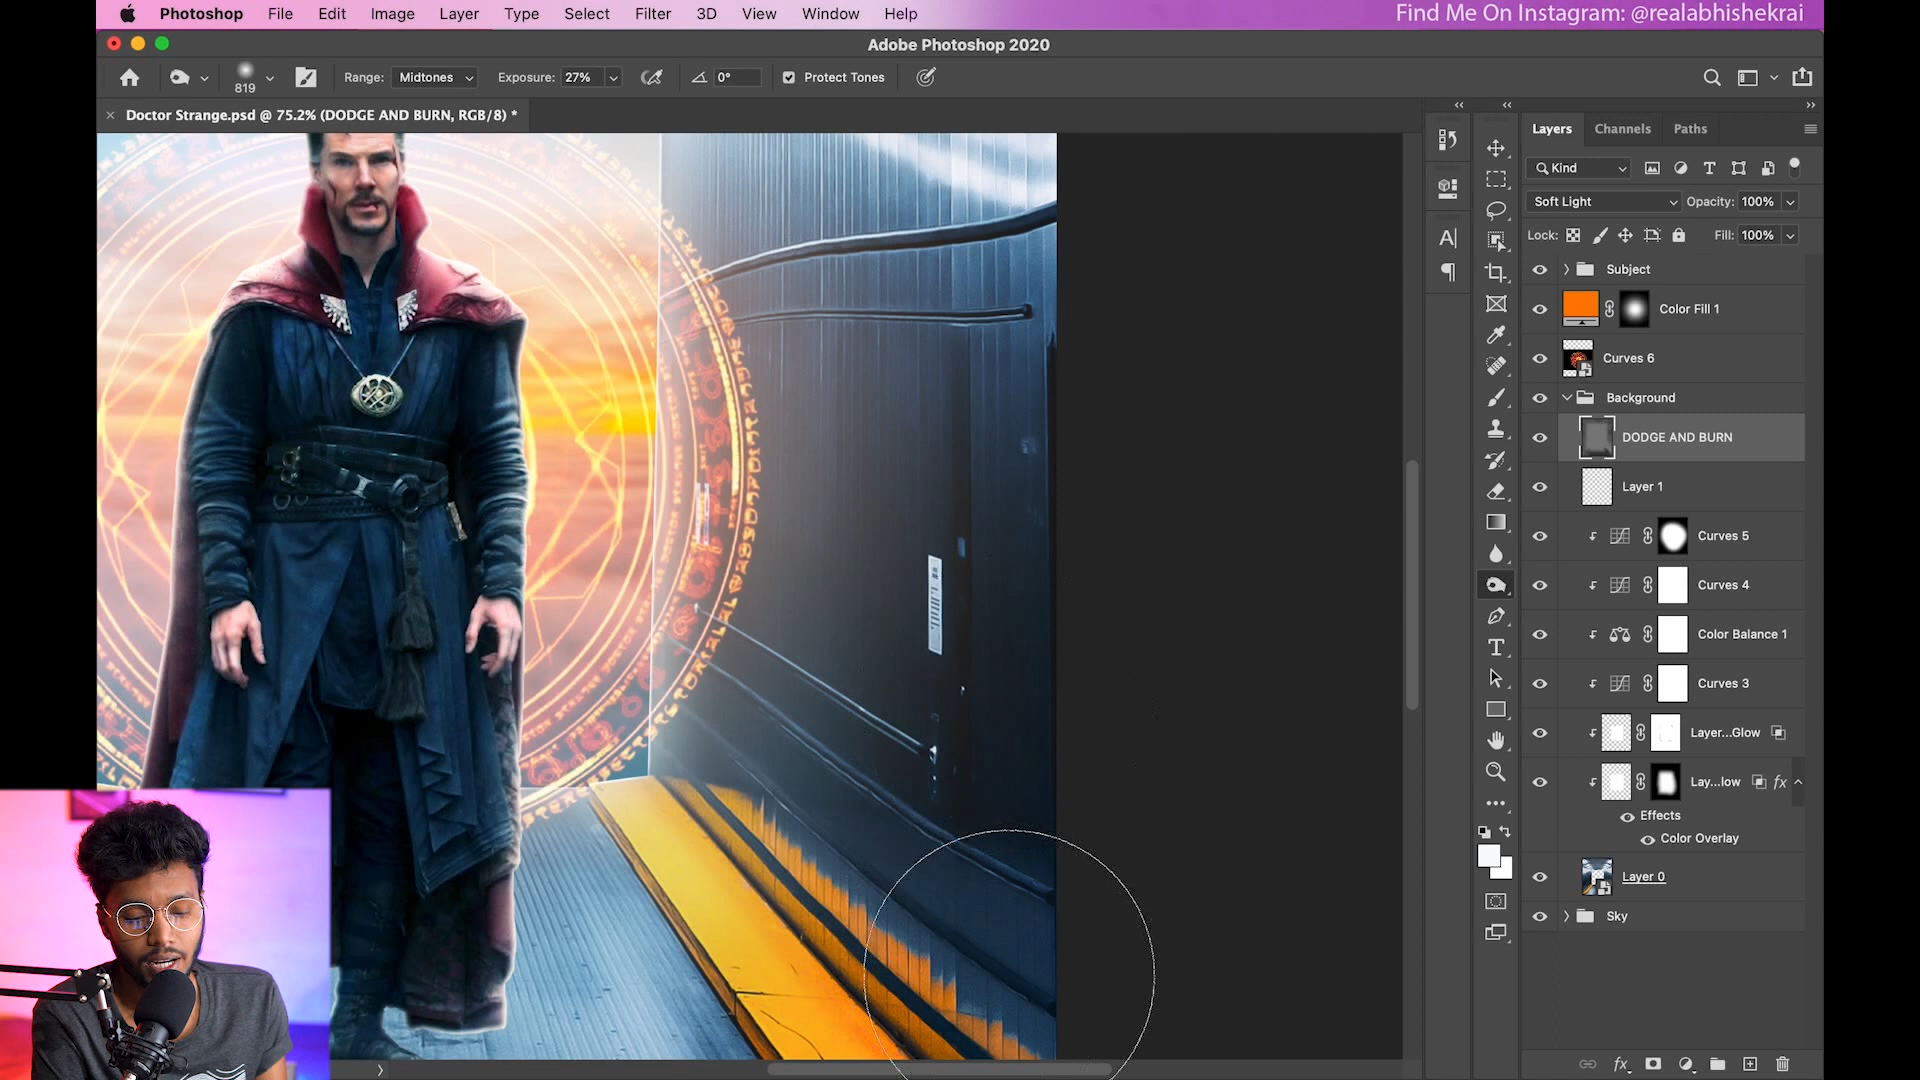 Photoshop File Edit Image Layer Type Select Filter 3D View Window Help
Find Me On Instagram: @realabhishekrai
Adobe Photoshop 2020
819 Range: Midtones Exposure: 27% 0° Protect Tones
Doctor Strange.psd @ 75.2% (DODGE AND BURN, RGB/8) *
Layers Channels Paths
Kind
Soft Light Opacity: 100%
Lock: Fill: 100%
Subject
Color Fill 1
Curves 6
Background
DODGE AND BURN
Layer 1
Curves 5
Curves 4
Color Balance 1
Curves 3
Layer...Glow
Lay...low fx
Effects
Color Overlay
Layer 0
Sky
fx